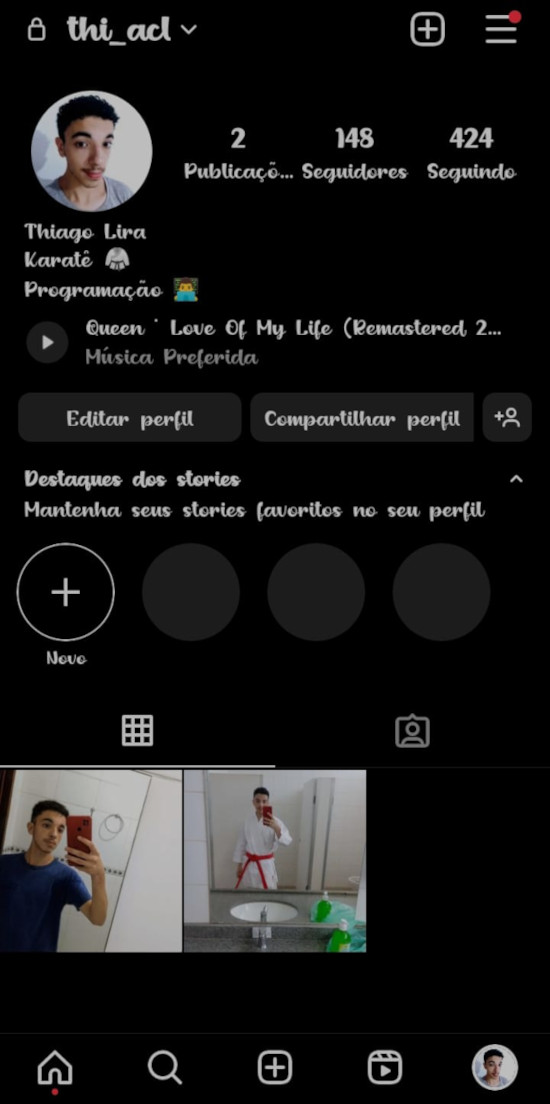 thi_acl
2 148 424
Publicaçõ... Seguidores Seguindo
Thiago Lira
Karatê 🥋
Programação 👨‍💻
Queen ' Love Of My Life (Remastered 2...
Música Preferida
Editar perfil Compartilhar perfil
Destaques dos stories
Mantenha seus stories favoritos no seu perfil
Novo